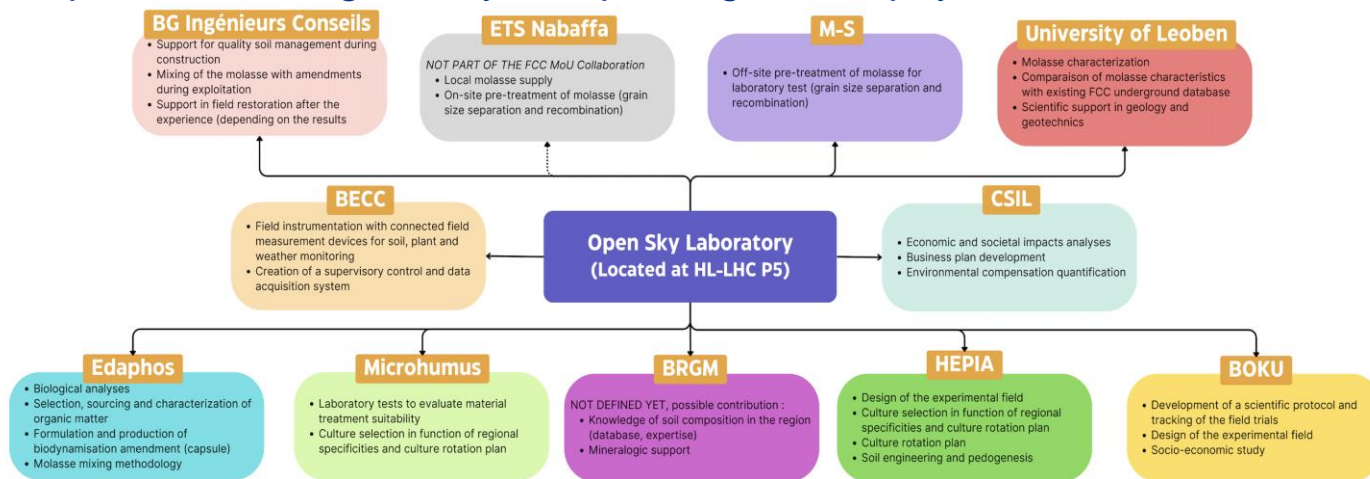 BG Ingénieurs Conseils
• Support for quality soil management during
construction
• Mixing of the molasse with amendments
during exploitation
• Support in field restoration after the
experience (depending on the results
ETS Nabaffa
NOT PART OF THE FCC MoU Collaboration
• Local molasse supply
• On-site pre-treatment of molasse (grain
size separation and recombination)
M-S
• Off-site pre-treatment of molasse for
laboratory test (grain size separation and
recombination)
University of Leoben
• Molasse characterization
• Comparaison of molasse characteristics
with existing FCC underground database
• Scientific support in geology and
geotechnics
BECC
• Field instrumentation with connected field
measurement devices for soil, plant and
weather monitoring
• Creation of a supervisory control and data
acquisition system
Open Sky Laboratory
(Located at HL-LHC P5)
CSIL
• Economic and societal impacts analyses
• Business plan development
• Environmental compensation quantification
Edaphos
• Biological analyses
• Selection, sourcing and characterization of
organic matter
• Formulation and production of
biodynamisation amendment (capsule)
• Molasse mixing methodology
Microhumus
• Laboratory tests to evaluate material
treatment suitability
• Culture selection in function of regional
specificities and culture rotation plan
BRGM
NOT DEFINED YET, possible contribution :
• Knowledge of soil composition in the region
(database, expertise)
• Mineralogic support
HEPIA
• Design of the experimental field
• Culture selection in function of regional
specificities and culture rotation plan
• Culture rotation plan
• Soil engineering and pedogenesis
BOKU
• Development of a scientific protocol and
tracking of the field trials
• Design of the experimental field
• Socio-economic study